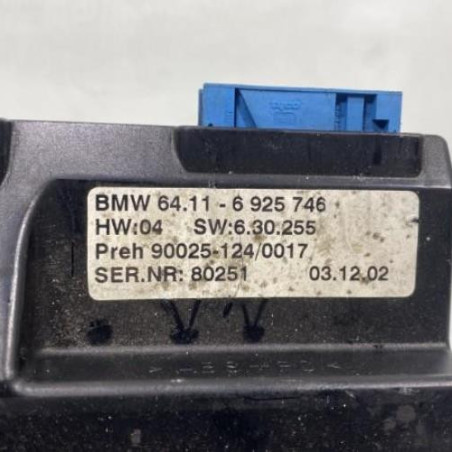 BMW 64.11 - 6 925 746
HW:04 SW:6.30.255
Preh 90025-124/0017
SER.NR: 80251 03.12.02